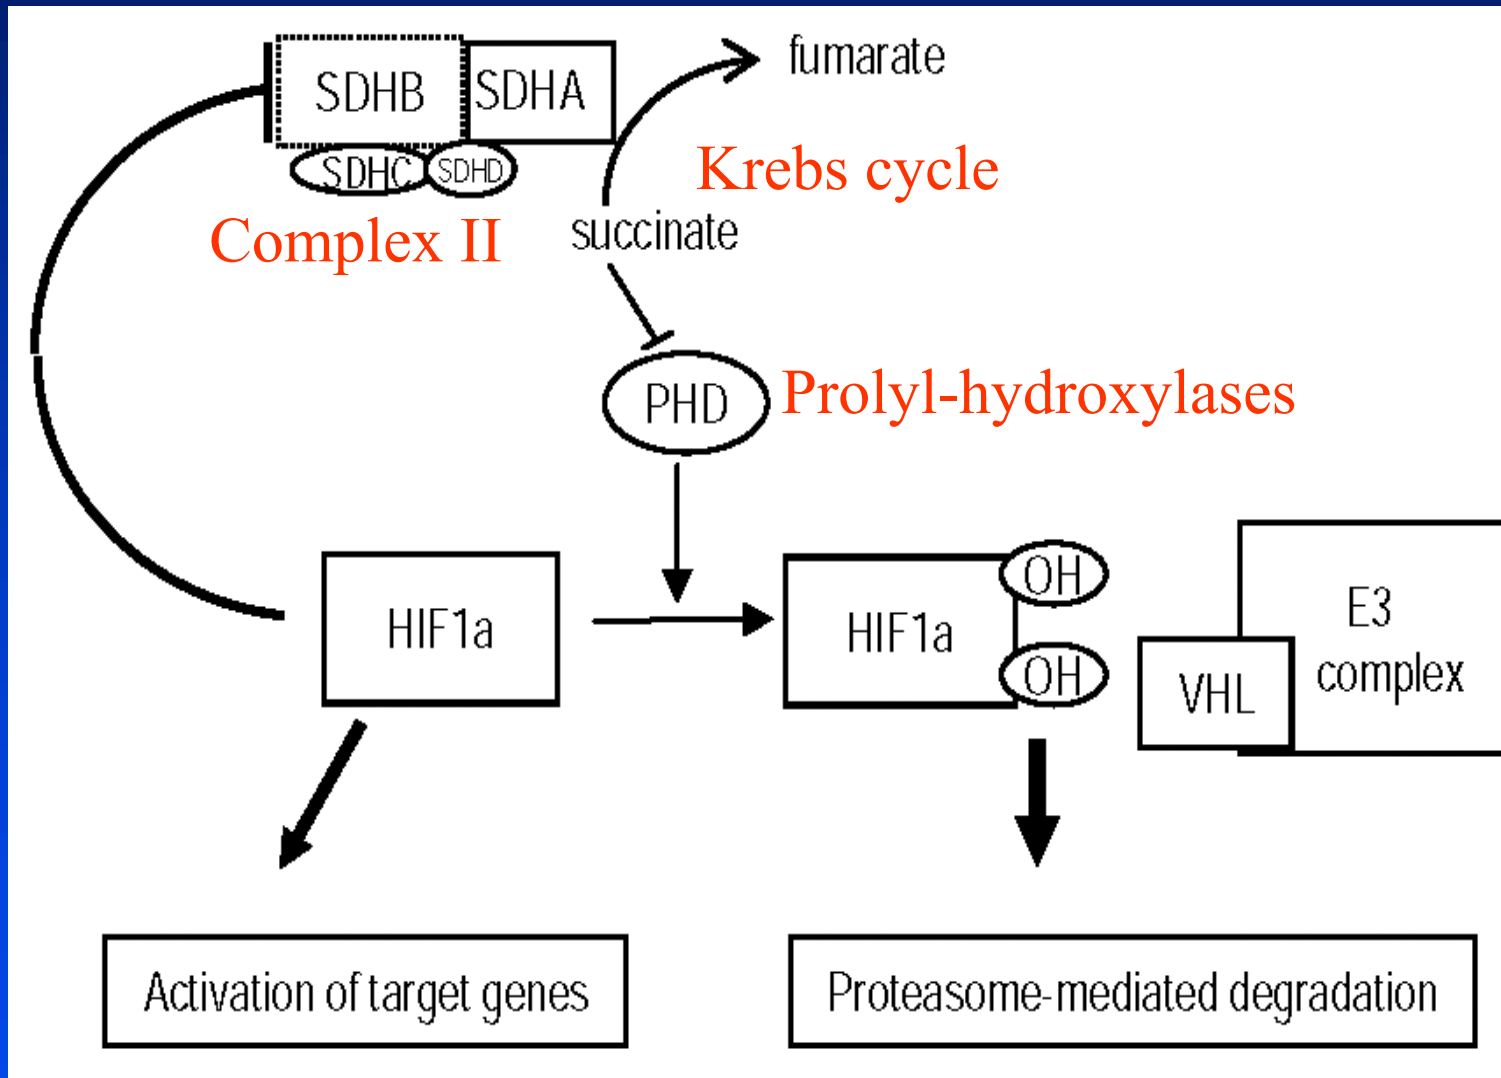 fumarate
SDHB SDHA
SDHC SDHD
Krebs cycle
Complex II
succinate
PHD
Prolyl-hydroxylases
HIF1a
HIF1a
OH
OH
VHL
E3
complex
Activation of target genes
Proteasome-mediated degradation